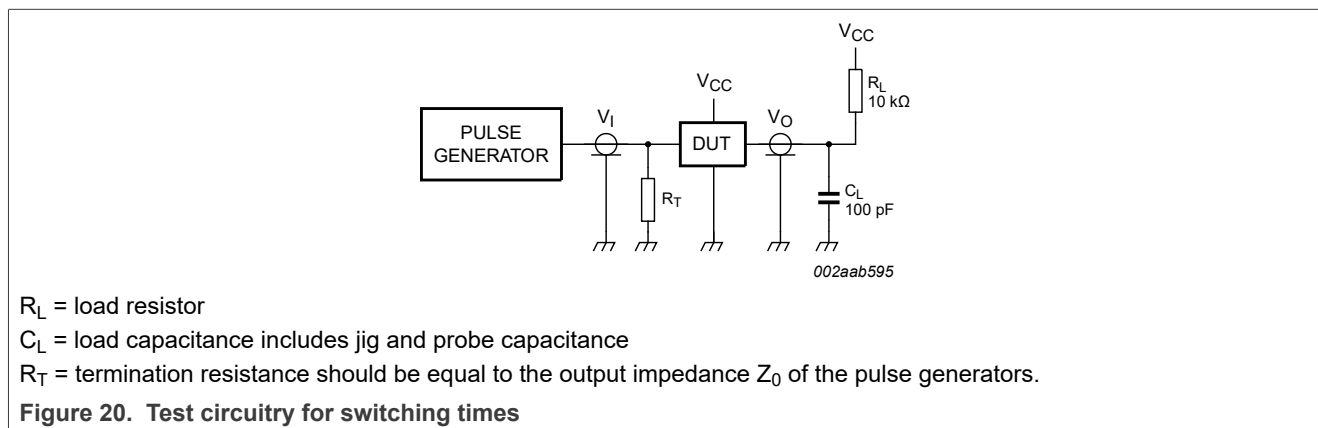 V_CC
R_L
10 kΩ
V_CC
V_I
V_O
PULSE
GENERATOR
DUT
R_T
C_L
100 pF
002aab595
R_L = load resistor
C_L = load capacitance includes jig and probe capacitance
R_T = termination resistance should be equal to the output impedance Z_0 of the pulse generators.
Figure 20. Test circuitry for switching times